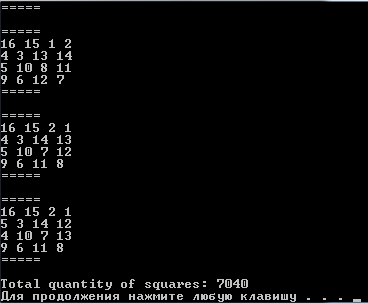 =====
=====
16 15 1 2
4 3 13 14
5 10 8 11
9 6 12 7
=====
=====
16 15 2 1
4 3 14 13
5 10 7 12
9 6 11 8
=====
=====
16 15 2 1
5 3 14 12
4 10 7 13
9 6 11 8
=====
Total quantity of squares: 7040
Для продолжения нажмите любую клавишу . . . _